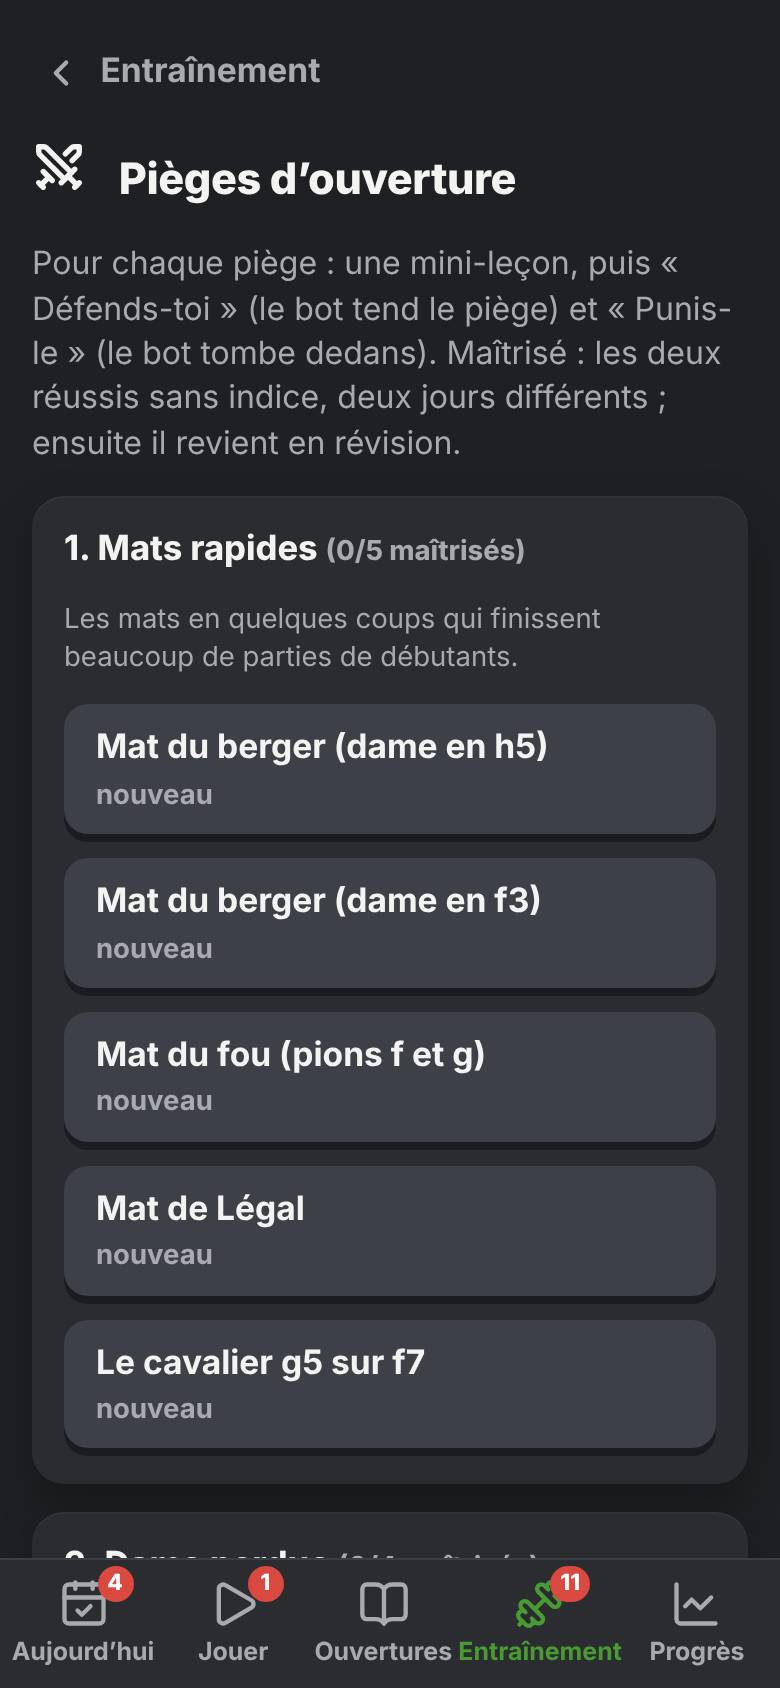 Entraînement
Pièges d’ouverture
Pour chaque piège : une mini-leçon, puis «
Défends-toi » (le bot tend le piège) et « Punis-
le » (le bot tombe dedans). Maîtrisé : les deux
réussis sans indice, deux jours différents ;
ensuite il revient en révision.
1. Mats rapides (0/5 maîtrisés)
Les mats en quelques coups qui finissent
beaucoup de parties de débutants.
Mat du berger (dame en h5)
nouveau
Mat du berger (dame en f3)
nouveau
Mat du fou (pions f et g)
nouveau
Mat de Légal
nouveau
Le cavalier g5 sur f7
nouveau
2. Dame perdue
4
1
11
Aujourd’hui
Jouer
Ouvertures
Entraînement
Progrès